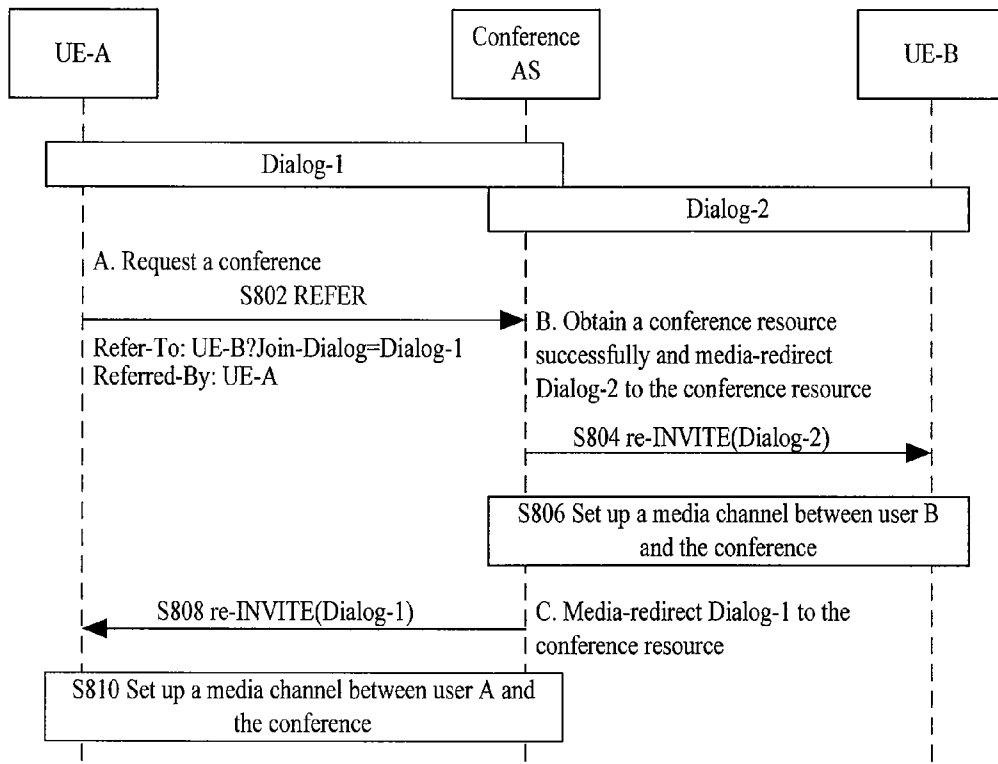 UE-A
Conference
AS
UE-B
Dialog-1
Dialog-2
A. Request a conference
S802 REFER
Refer-To: UE-B?Join-Dialog=Dialog-1
Referred-By: UE-A
B. Obtain a conference resource
successfully and media-redirect
Dialog-2 to the conference resource
S804 re-INVITE(Dialog-2)
S806 Set up a media channel between user B
and the conference
S808 re-INVITE(Dialog-1)
C. Media-redirect Dialog-1 to the
conference resource
S810 Set up a media channel between user A and
the conference